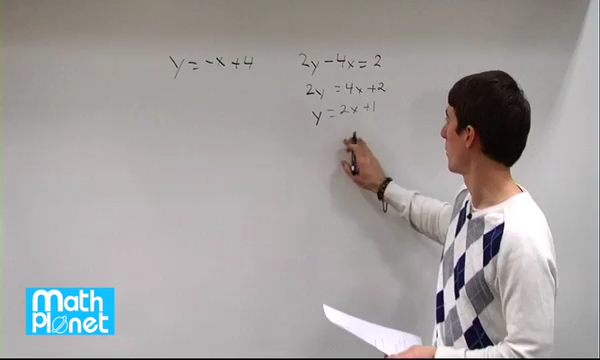 y = -x + 4
2y - 4x = 2
2y = 4x + 2
y = 2x + 1
Math
Planet